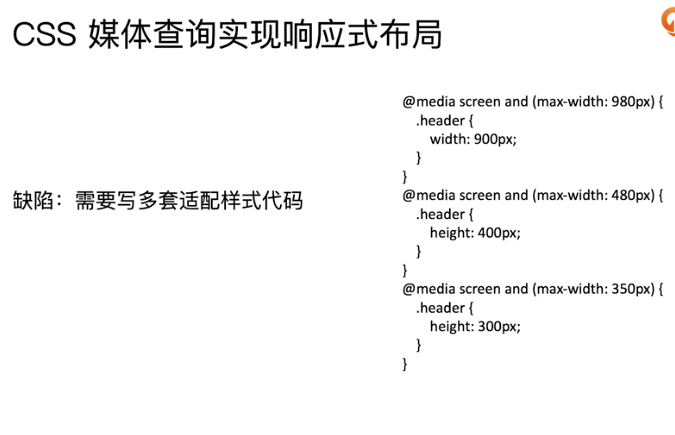 CSS 媒体查询实现响应式布局
缺陷：需要写多套适配样式代码
@media screen and (max-width: 980px) {
.header {
width: 900px;
}
}
@media screen and (max-width: 480px) {
.header {
height: 400px;
}
}
@media screen and (max-width: 350px) {
.header {
height: 300px;
}
}